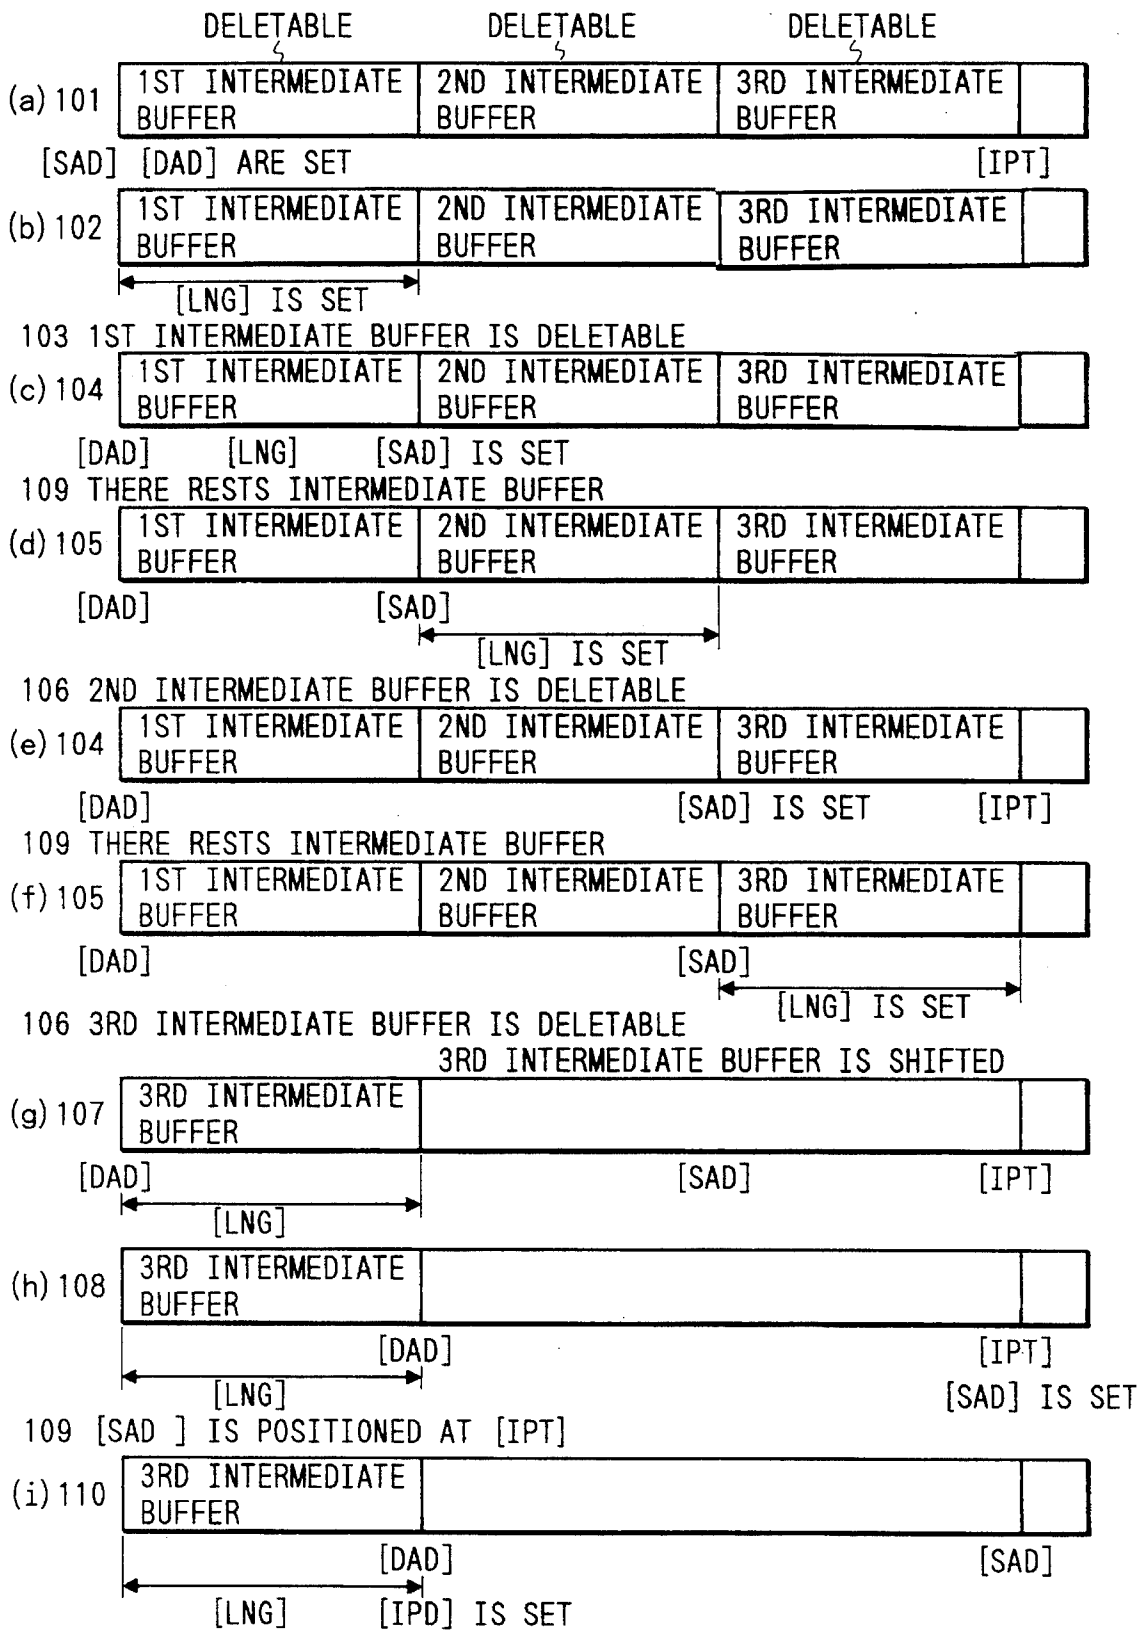 DELETABLE DELETABLE DELETABLE
(a) 101 1ST INTERMEDIATE BUFFER 2ND INTERMEDIATE BUFFER 3RD INTERMEDIATE BUFFER
[SAD] [DAD] ARE SET [IPT]
(b) 102 1ST INTERMEDIATE BUFFER 2ND INTERMEDIATE BUFFER 3RD INTERMEDIATE BUFFER
[LNG] IS SET
103 1ST INTERMEDIATE BUFFER IS DELETABLE
(c) 104 1ST INTERMEDIATE BUFFER 2ND INTERMEDIATE BUFFER 3RD INTERMEDIATE BUFFER
[DAD] [LNG] [SAD] IS SET
109 THERE RESTS INTERMEDIATE BUFFER
(d) 105 1ST INTERMEDIATE BUFFER 2ND INTERMEDIATE BUFFER 3RD INTERMEDIATE BUFFER
[DAD] [SAD]
[LNG] IS SET
106 2ND INTERMEDIATE BUFFER IS DELETABLE
(e) 104 1ST INTERMEDIATE BUFFER 2ND INTERMEDIATE BUFFER 3RD INTERMEDIATE BUFFER
[DAD] [SAD] IS SET [IPT]
109 THERE RESTS INTERMEDIATE BUFFER
(f) 105 1ST INTERMEDIATE BUFFER 2ND INTERMEDIATE BUFFER 3RD INTERMEDIATE BUFFER
[DAD] [SAD]
[LNG] IS SET
106 3RD INTERMEDIATE BUFFER IS DELETABLE
3RD INTERMEDIATE BUFFER IS SHIFTED
(g) 107 3RD INTERMEDIATE BUFFER
[DAD] [SAD] [IPT]
[LNG]
(h) 108 3RD INTERMEDIATE BUFFER
[DAD] [IPT]
[LNG] [SAD] IS SET
109 [SAD ] IS POSITIONED AT [IPT]
(i) 110 3RD INTERMEDIATE BUFFER
[DAD] [SAD]
[LNG] [IPD] IS SET